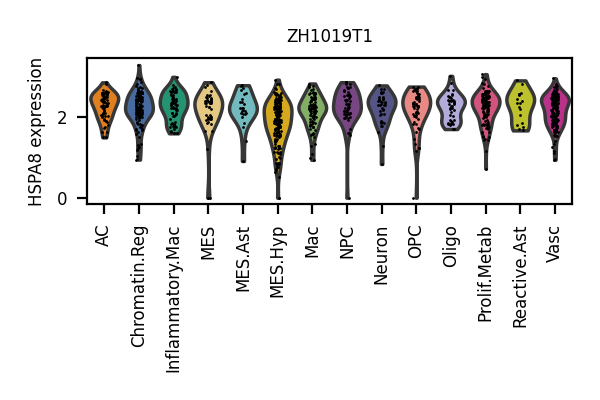 ZH1019T1
HSPA8 expression
2
0
AC
Chromatin.Reg
Inflammatory.Mac
MES
MES.Ast
MES.Hyp
Mac
NPC
Neuron
OPC
Oligo
Prolif.Metab
Reactive.Ast
Vasc